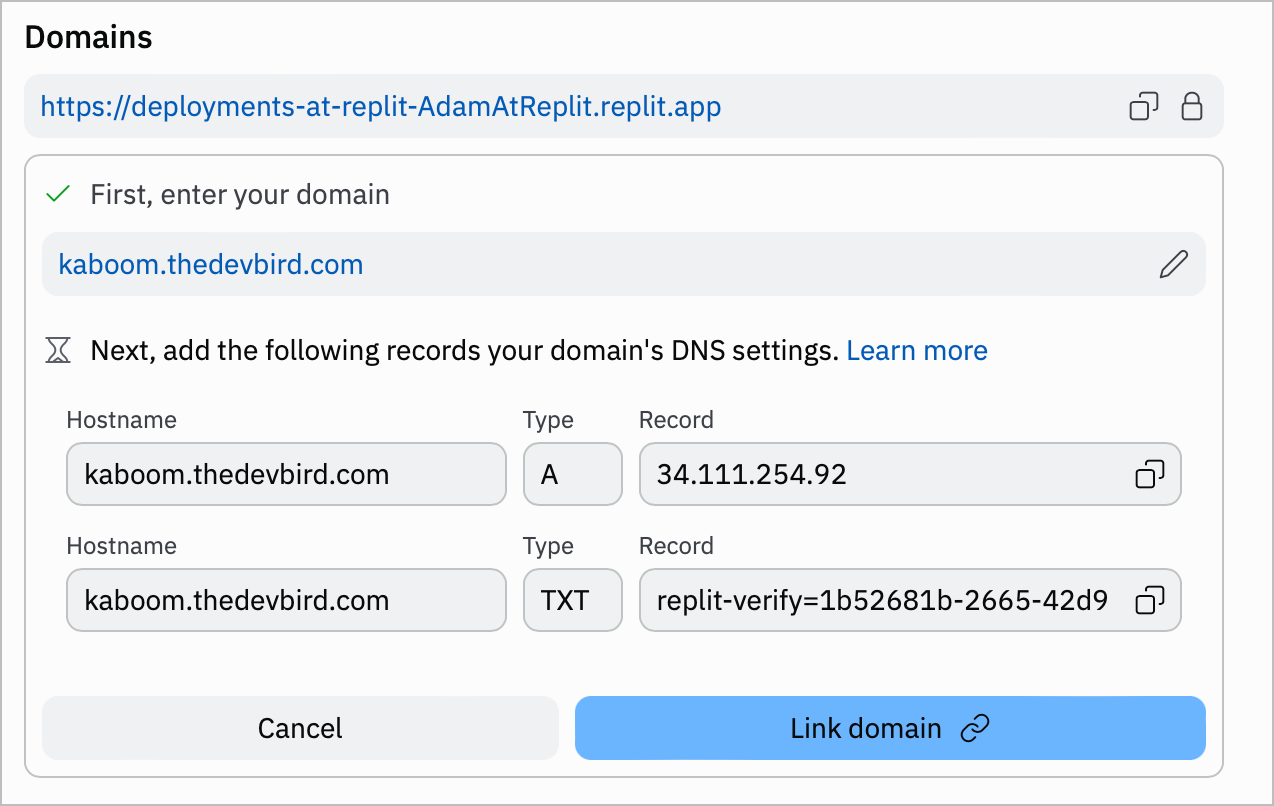 Domains
https://deployments-at-replit-AdamAtReplit.replit.app
First, enter your domain
kaboom.thedevbird.com
Next, add the following records your domain's DNS settings. Learn more
Hostname Type Record
kaboom.thedevbird.com A 34.111.254.92
Hostname Type Record
kaboom.thedevbird.com TXT replit-verify=1b52681b-2665-42d9
Cancel Link domain